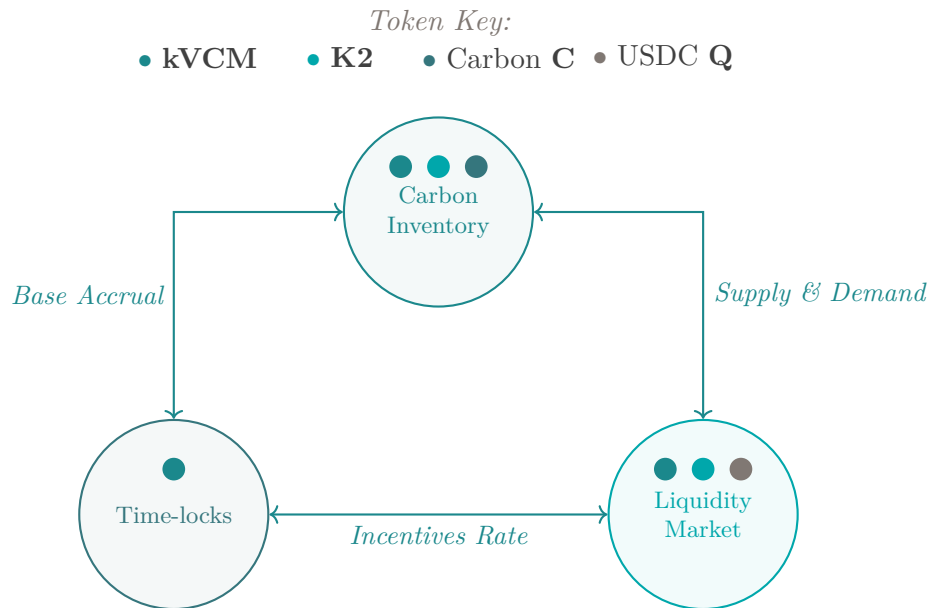 Token Key:
kVCM K2 Carbon C USDC Q
Carbon
Inventory
Base Accrual
Supply & Demand
Time-locks
Liquidity
Market
Incentives Rate